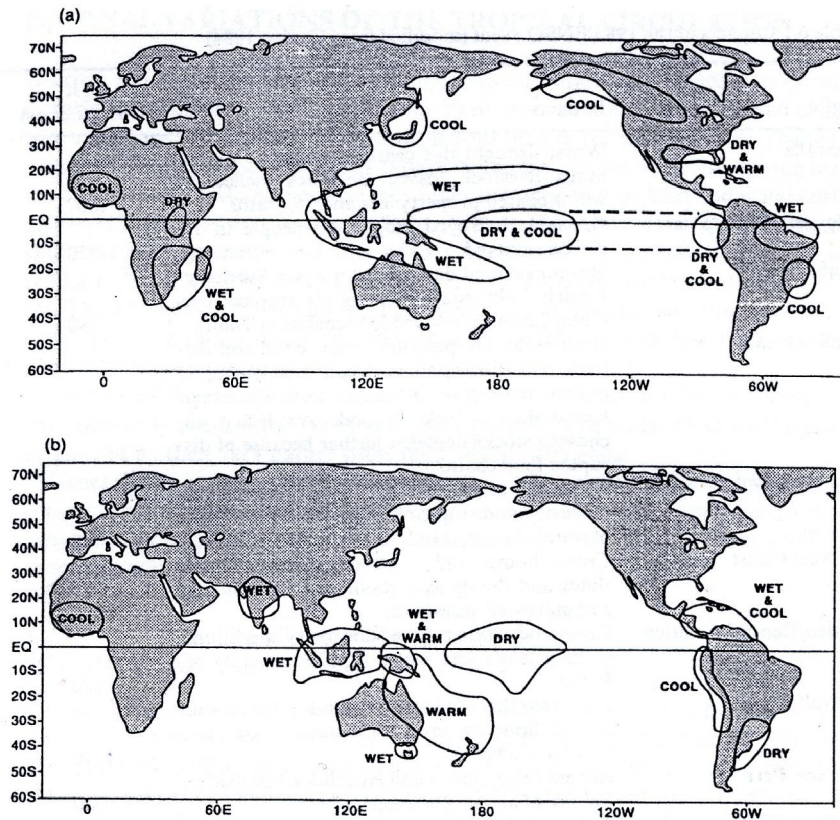 (a)
70N
60N
50N
40N
30N
20N
10N
EQ
10S
20S
30S
40S
50S
60S
0
60E
120E
180
120W
60W
COOL
DRY
WET
&
COOL
COOL
WET
DRY & COOL
WET
COOL
DRY
&
WARM
DRY
&
COOL
WET
COOL
(b)
70N
60N
50N
40N
30N
20N
10N
EQ
10S
20S
30S
40S
50S
60S
0
60E
120E
180
120W
60W
COOL
WET
WET
WET
&
WARM
WARM
WET
DRY
WET
&
COOL
COOL
DRY